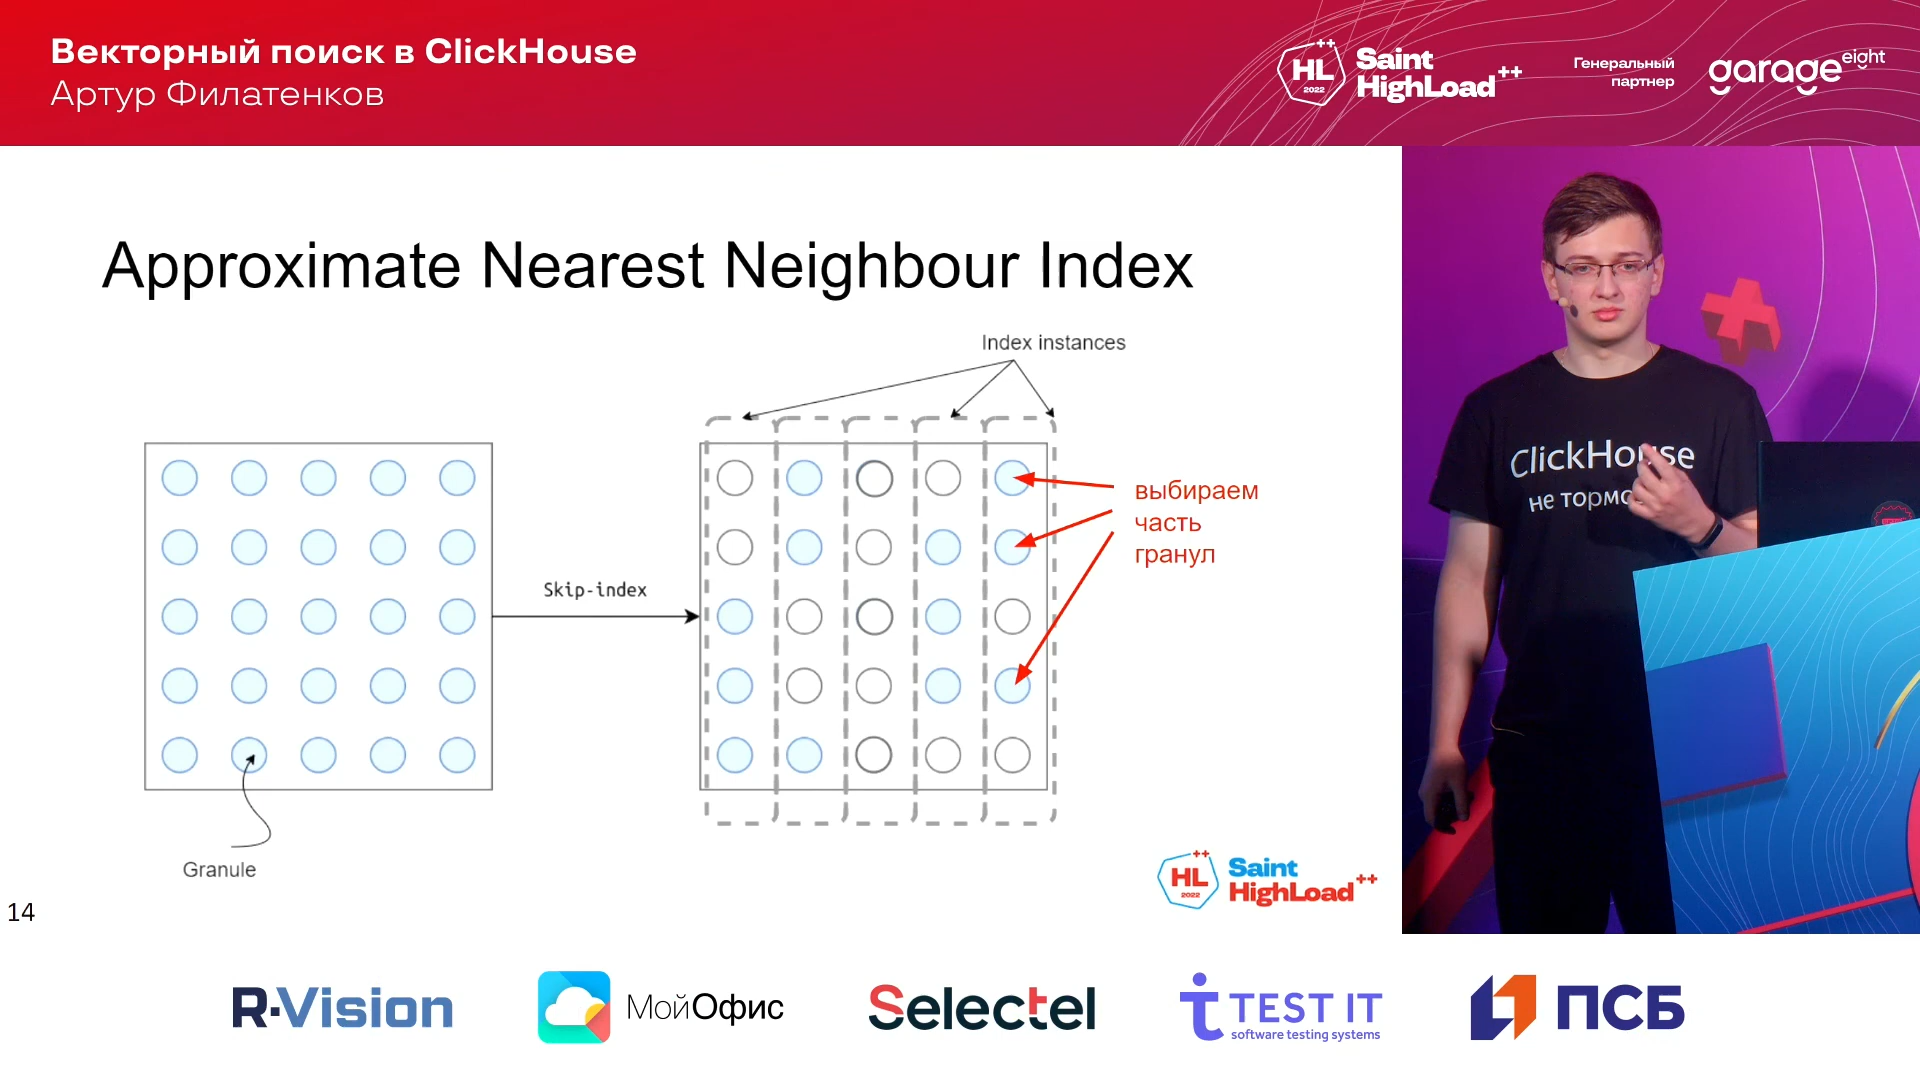 Векторный поиск в ClickHouse
Артур Филатенков
HL
++
2022
Saint
HighLoad++
Генеральный
партнер
garage eight
Approximate Nearest Neighbour Index
Index instances
Skip-index
выбираем
часть
гранул
Granule
HL
++
2022
Saint
HighLoad++
14
ClickHouse
не
R-Vision
МойОфис
Selectel
TEST IT
software testing systems
ПСБ